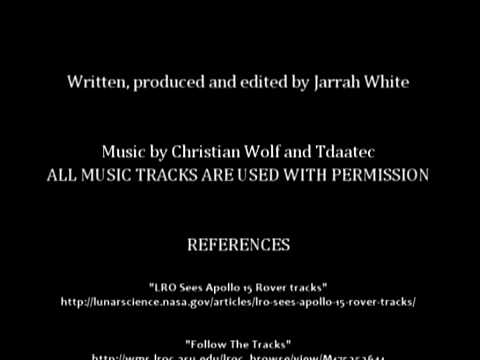 Written, produced and edited by Jarrah White
Music by Christian Wolf and Tdaatec
ALL MUSIC TRACKS ARE USED WITH PERMISSION
REFERENCES
"LRO Sees Apollo 15 Rover tracks"
http://lunarscience.nasa.gov/articles/lro-sees-apollo-15-rover-tracks/
"Follow The Tracks"